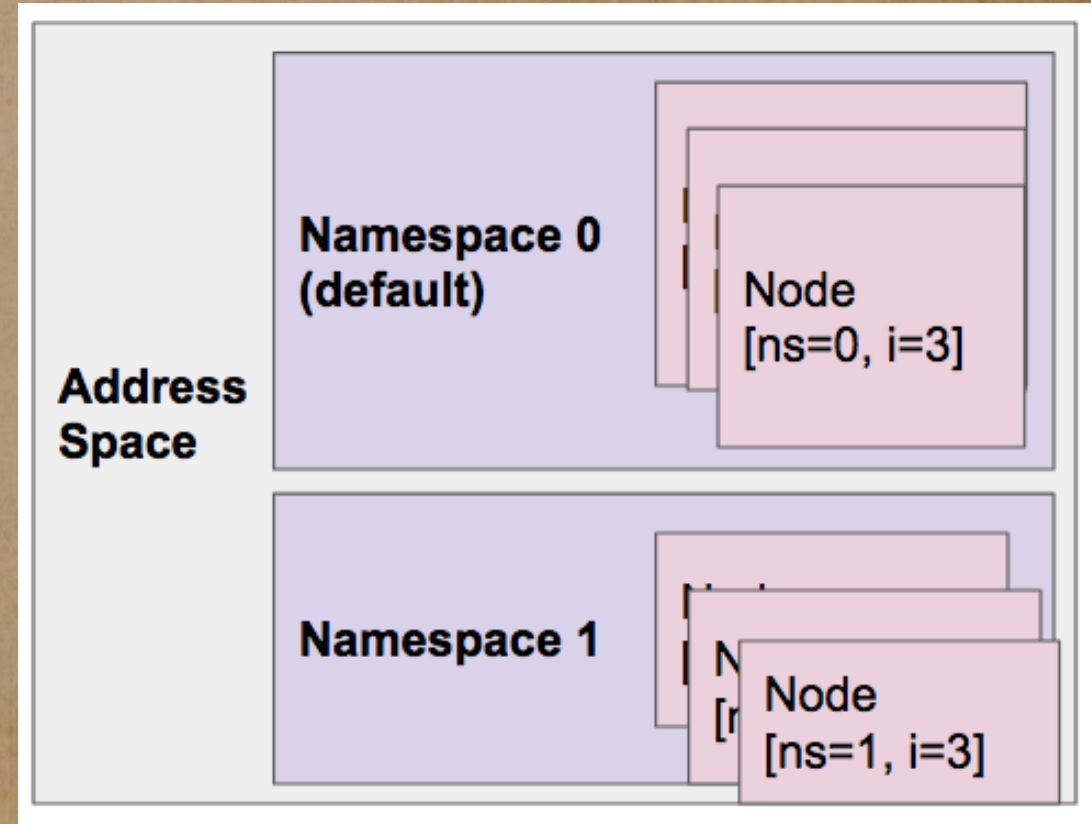 Address
Space
Namespace 0
(default)
Node
[ns=0, i=3]
Namespace 1
Node
[ns=1, i=3]